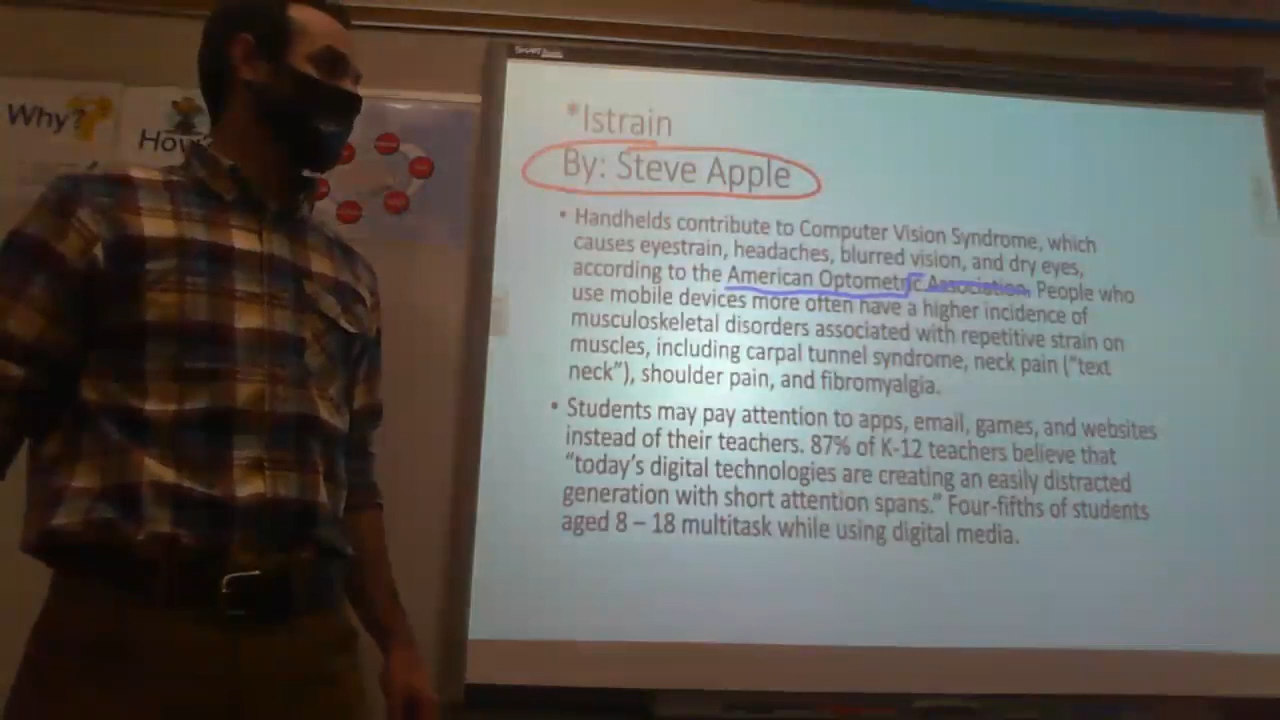 SMART
Why?
How?
*Istrain
By: Steve Apple
• Handhelds contribute to Computer Vision Syndrome, which
causes eyestrain, headaches, blurred vision, and dry eyes,
according to the American Optometric Association. People who
use mobile devices more often have a higher incidence of
musculoskeletal disorders associated with repetitive strain on
muscles, including carpal tunnel syndrome, neck pain ("text
neck"), shoulder pain, and fibromyalgia.
• Students may pay attention to apps, email, games, and websites
instead of their teachers. 87% of K-12 teachers believe that
"today's digital technologies are creating an easily distracted
generation with short attention spans." Four-fifths of students
aged 8 – 18 multitask while using digital media.